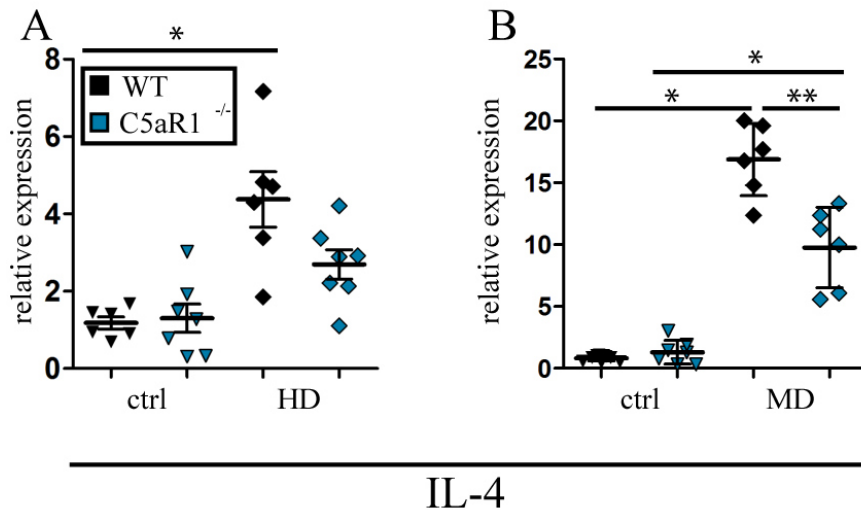 A
*
8
6
4
2
0
relative expression
WT
C5aR1 -/-
ctrl
HD
B
*
*
**
25
20
15
10
5
0
relative expression
ctrl
MD
IL-4